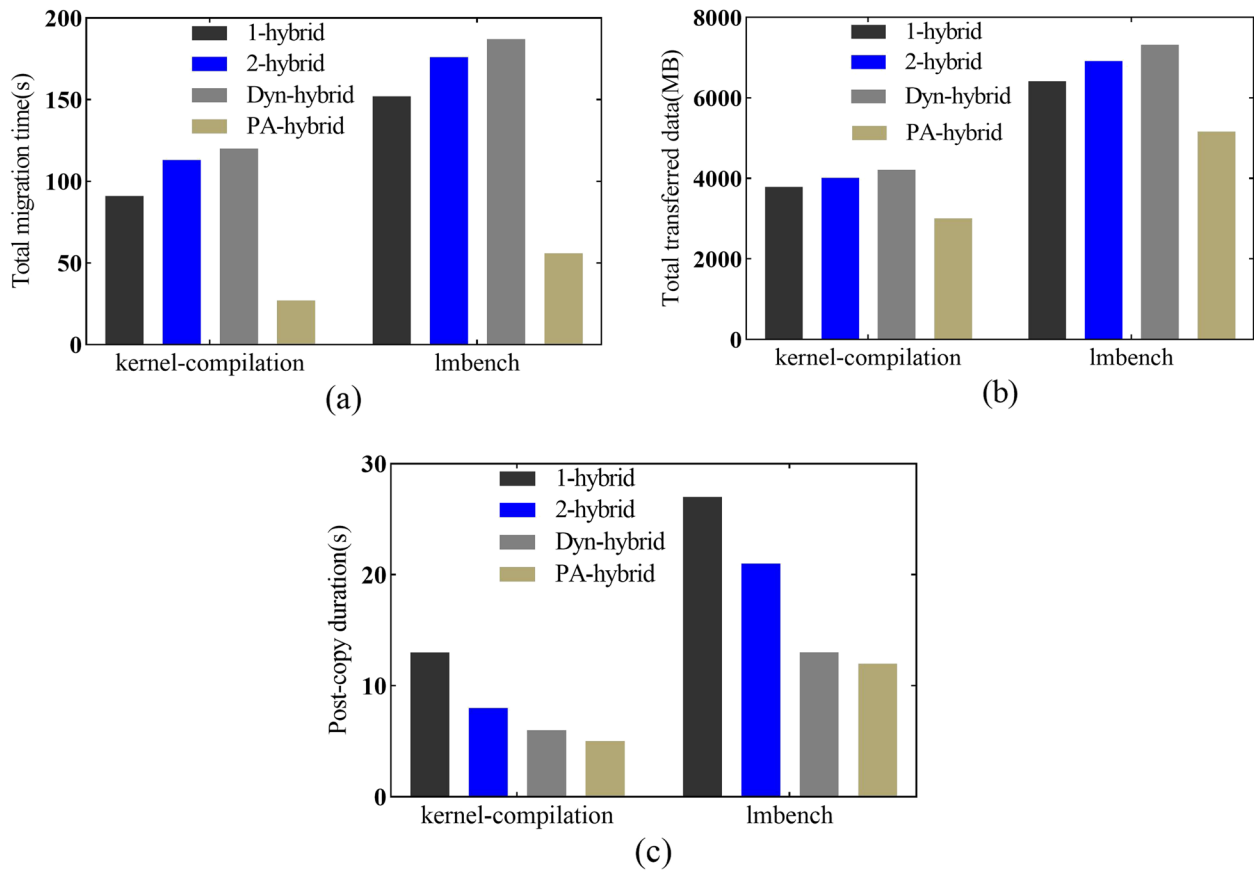 Total migration time(s)
200
150
100
50
0
1-hybrid
2-hybrid
Dyn-hybrid
PA-hybrid
kernel-compilation
lmbench
(a)
Total transferred data(MB)
8000
6000
4000
2000
0
1-hybrid
2-hybrid
Dyn-hybrid
PA-hybrid
kernel-compilation
lmbench
(b)
Post-copy duration(s)
30
20
10
0
1-hybrid
2-hybrid
Dyn-hybrid
PA-hybrid
kernel-compilation
lmbench
(c)